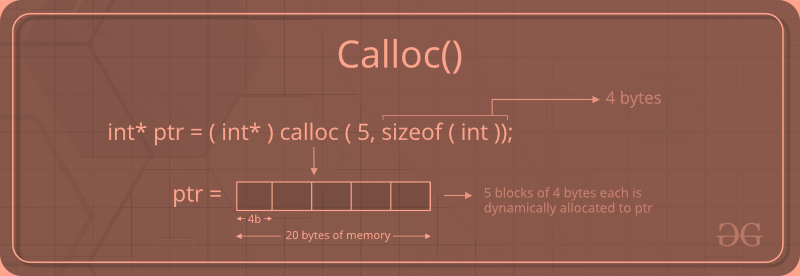 Calloc()
4 bytes
int* ptr = ( int* ) calloc ( 5, sizeof ( int ));
ptr =
5 blocks of 4 bytes each is
dynamically allocated to ptr
4b
20 bytes of memory
GG